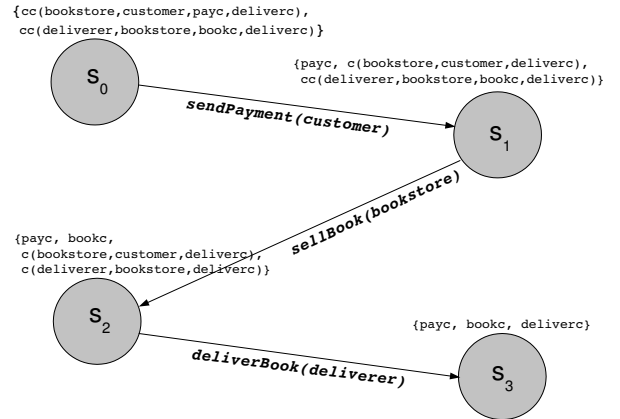 {cc(bookstore,customer,payc,deliverc),
cc(deliverer,bookstore,bookc,deliverc)}
S0
{payc, c(bookstore,customer,deliverc),
cc(deliverer,bookstore,bookc,deliverc)}
sendPayment(customer)
S1
sellBook(bookstore)
{payc, bookc,
c(bookstore,customer,deliverc),
c(deliverer,bookstore,deliverc)}
S2
{payc, bookc, deliverc}
deliverBook(deliverer)
S3